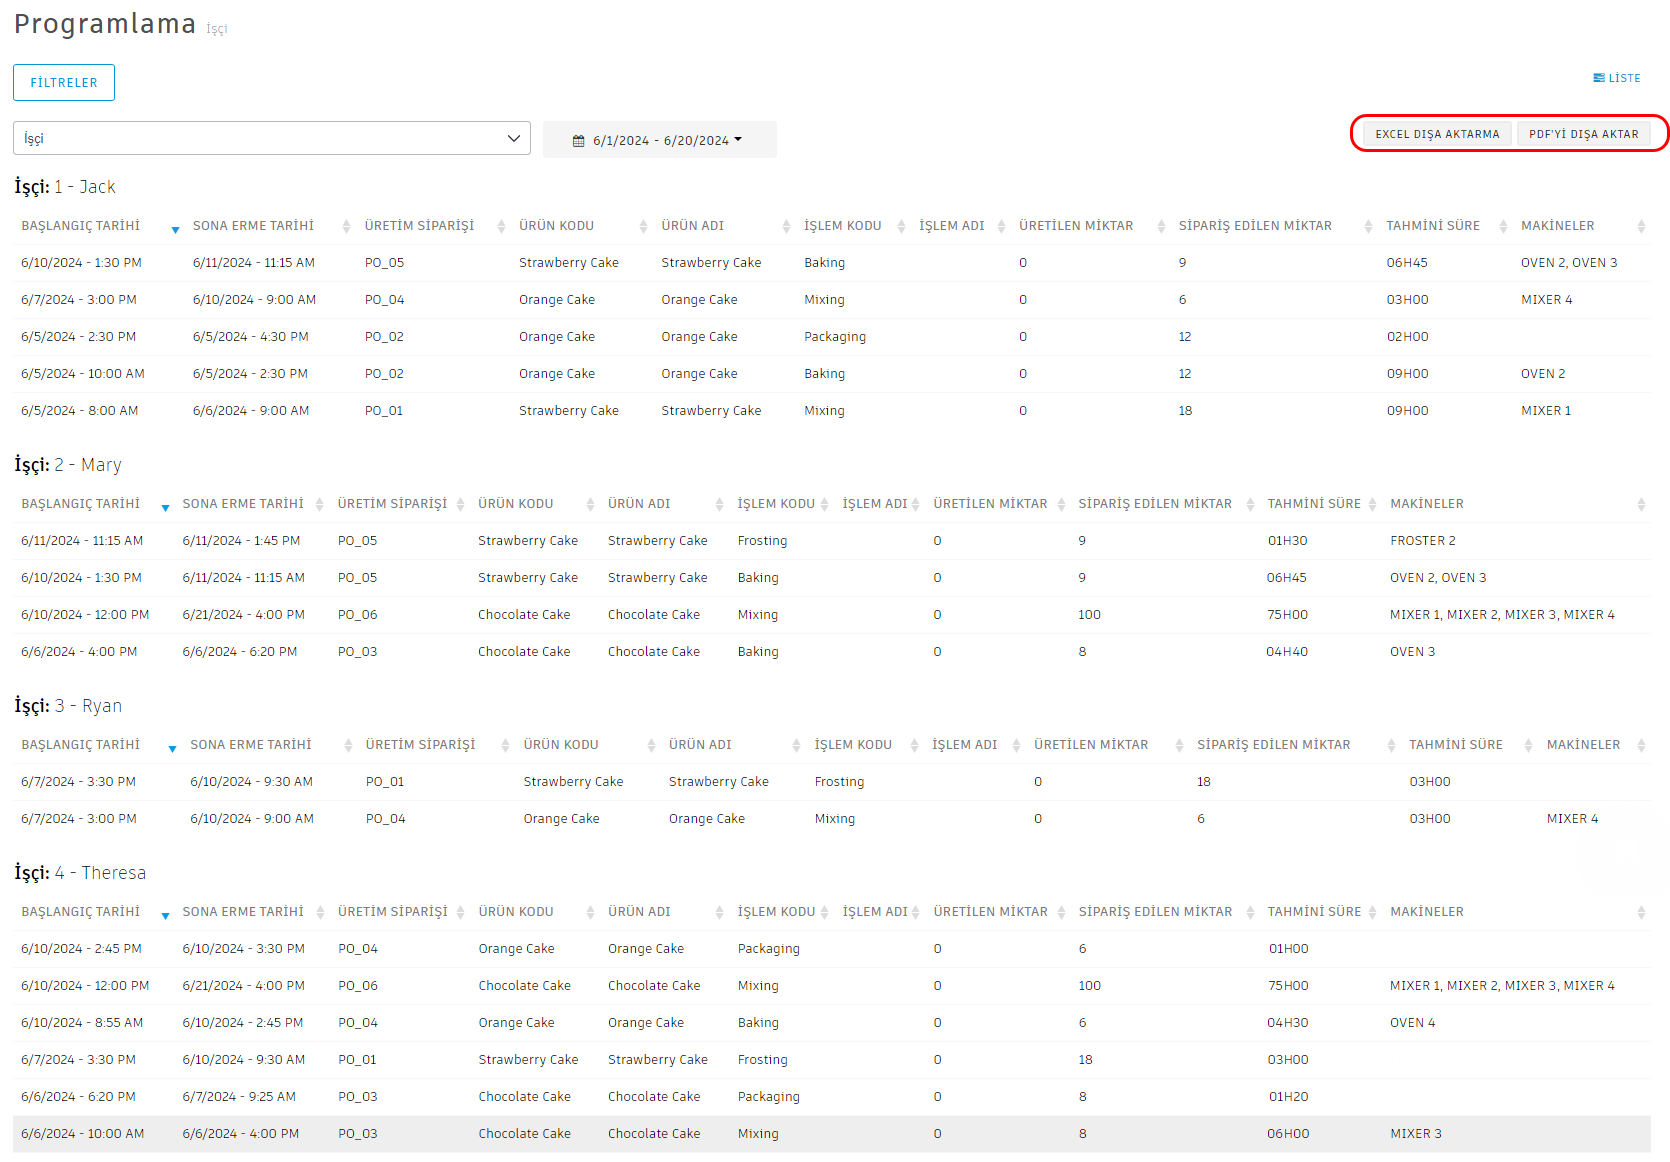 Programlama İşçi
FİLTRELER
LİSTE
İşçi
6/1/2024 - 6/20/2024
EXCEL DIŞA AKTARMA PDF'Yİ DIŞA AKTAR
İşçi: 1 - Jack
BAŞLANGIÇ TARİHİ SONA ERME TARİHİ ÜRETİM SİPARİŞİ ÜRÜN KODU ÜRÜN ADI İŞLEM KODU İŞLEM ADI ÜRETİLEN MİKTAR SİPARİŞ EDİLEN MİKTAR TAHMİNİ SÜRE MAKİNELER
6/10/2024 - 1:30 PM 6/11/2024 - 11:15 AM PO_05 Strawberry Cake Strawberry Cake Baking 0 9 06H45 OVEN 2, OVEN 3
6/7/2024 - 3:00 PM 6/10/2024 - 9:00 AM PO_04 Orange Cake Orange Cake Mixing 0 6 03H00 MIXER 4
6/5/2024 - 2:30 PM 6/5/2024 - 4:30 PM PO_02 Orange Cake Orange Cake Packaging 0 12 02H00
6/5/2024 - 10:00 AM 6/5/2024 - 2:30 PM PO_02 Orange Cake Orange Cake Baking 0 12 09H00 OVEN 2
6/5/2024 - 8:00 AM 6/6/2024 - 9:00 AM PO_01 Strawberry Cake Strawberry Cake Mixing 0 18 09H00 MIXER 1
İşçi: 2 - Mary
BAŞLANGIÇ TARİHİ SONA ERME TARİHİ ÜRETİM SİPARİŞİ ÜRÜN KODU ÜRÜN ADI İŞLEM KODU İŞLEM ADI ÜRETİLEN MİKTAR SİPARİŞ EDİLEN MİKTAR TAHMİNİ SÜRE MAKİNELER
6/11/2024 - 11:15 AM 6/11/2024 - 1:45 PM PO_05 Strawberry Cake Strawberry Cake Frosting 0 9 01H30 FROSTER 2
6/10/2024 - 1:30 PM 6/11/2024 - 11:15 AM PO_05 Strawberry Cake Strawberry Cake Baking 0 9 06H45 OVEN 2, OVEN 3
6/10/2024 - 12:00 PM 6/21/2024 - 4:00 PM PO_06 Chocolate Cake Chocolate Cake Mixing 0 100 75H00 MIXER 1, MIXER 2, MIXER 3, MIXER 4
6/6/2024 - 4:00 PM 6/6/2024 - 6:20 PM PO_03 Chocolate Cake Chocolate Cake Baking 0 8 04H40 OVEN 3
İşçi: 3 - Ryan
BAŞLANGIÇ TARİHİ SONA ERME TARİHİ ÜRETİM SİPARİŞİ ÜRÜN KODU ÜRÜN ADI İŞLEM KODU İŞLEM ADI ÜRETİLEN MİKTAR SİPARİŞ EDİLEN MİKTAR TAHMİNİ SÜRE MAKİNELER
6/7/2024 - 3:30 PM 6/10/2024 - 9:30 AM PO_01 Strawberry Cake Strawberry Cake Frosting 0 18 03H00
6/7/2024 - 3:00 PM 6/10/2024 - 9:00 AM PO_04 Orange Cake Orange Cake Mixing 0 6 03H00 MIXER 4
İşçi: 4 - Theresa
BAŞLANGIÇ TARİHİ SONA ERME TARİHİ ÜRETİM SİPARİŞİ ÜRÜN KODU ÜRÜN ADI İŞLEM KODU İŞLEM ADI ÜRETİLEN MİKTAR SİPARİŞ EDİLEN MİKTAR TAHMİNİ SÜRE MAKİNELER
6/10/2024 - 2:45 PM 6/10/2024 - 3:30 PM PO_04 Orange Cake Orange Cake Packaging 0 6 01H00
6/10/2024 - 12:00 PM 6/21/2024 - 4:00 PM PO_06 Chocolate Cake Chocolate Cake Mixing 0 100 75H00 MIXER 1, MIXER 2, MIXER 3, MIXER 4
6/10/2024 - 8:55 AM 6/10/2024 - 2:45 PM PO_04 Orange Cake Orange Cake Baking 0 6 04H30 OVEN 4
6/7/2024 - 3:30 PM 6/10/2024 - 9:30 AM PO_01 Strawberry Cake Strawberry Cake Frosting 0 18 03H00
6/6/2024 - 6:20 PM 6/7/2024 - 9:25 AM PO_03 Chocolate Cake Chocolate Cake Packaging 0 8 01H20
6/6/2024 - 10:00 AM 6/6/2024 - 4:00 PM PO_03 Chocolate Cake Chocolate Cake Mixing 0 8 06H00 MIXER 3